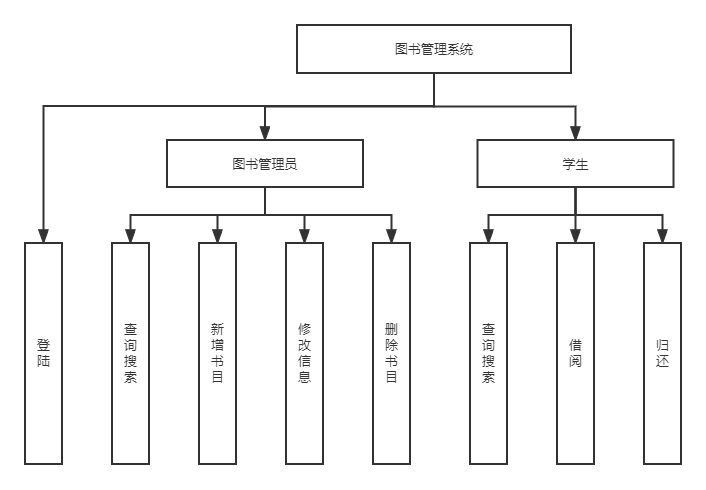 图书管理系统
图书管理员
学生
登陆
查询搜索
新增书目
修改信息
删除书目
查询搜索
借阅
归还